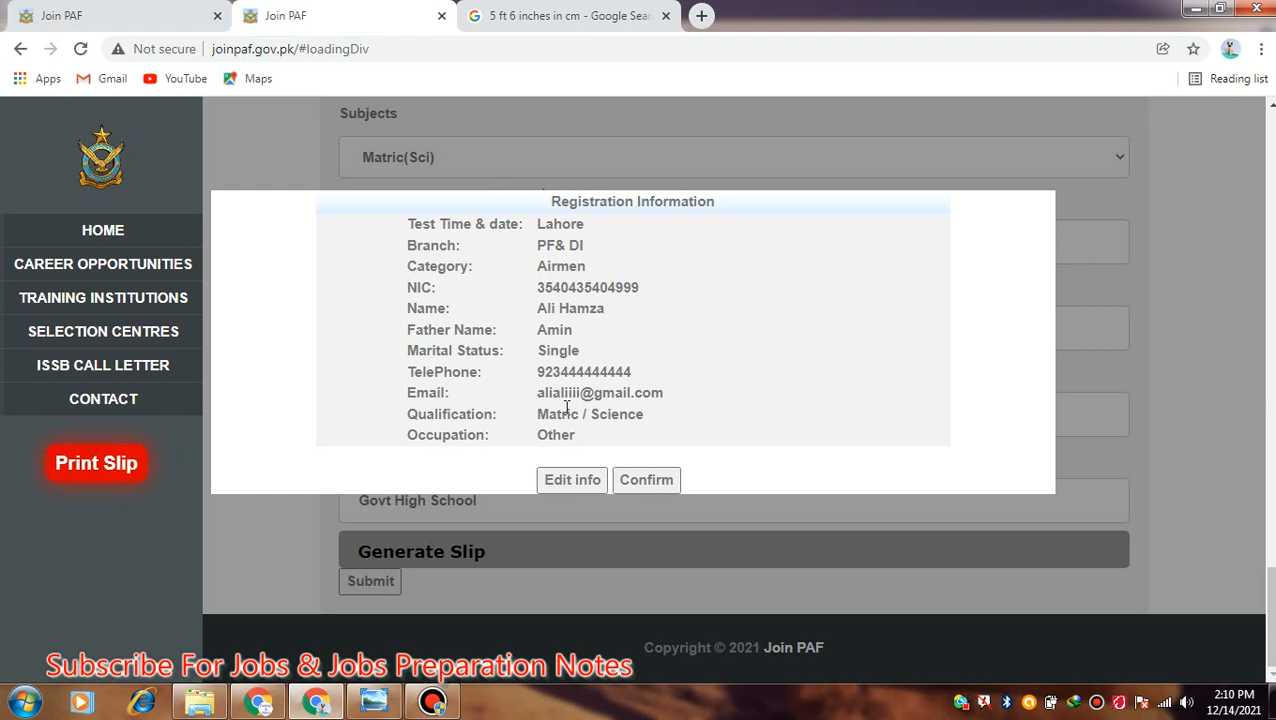 Join PAF
Join PAF
5 ft 6 inches in cm - Google Sear
Not secure
joinpaf.gov.pk/#loadingDiv
Apps
Gmail
YouTube
Maps
Reading list
HOME
CAREER OPPORTUNITIES
TRAINING INSTITUTIONS
SELECTION CENTRES
ISSB CALL LETTER
CONTACT
Print Slip
Subjects
Matric(Sci)
Registration Information
Test Time & date: Lahore
Branch: PF& DI
Category: Airmen
NIC: 3540435404999
Name: Ali Hamza
Father Name: Amin
Marital Status: Single
TelePhone: 923444444444
Email: alialiiii@gmail.com
Qualification: Matric / Science
Occupation: Other
Edit info
Confirm
Govt High School
Generate Slip
Submit
Copyright © 2021 Join PAF
Subscribe For Jobs & Jobs Preparation Notes
2:10 PM
12/14/2021